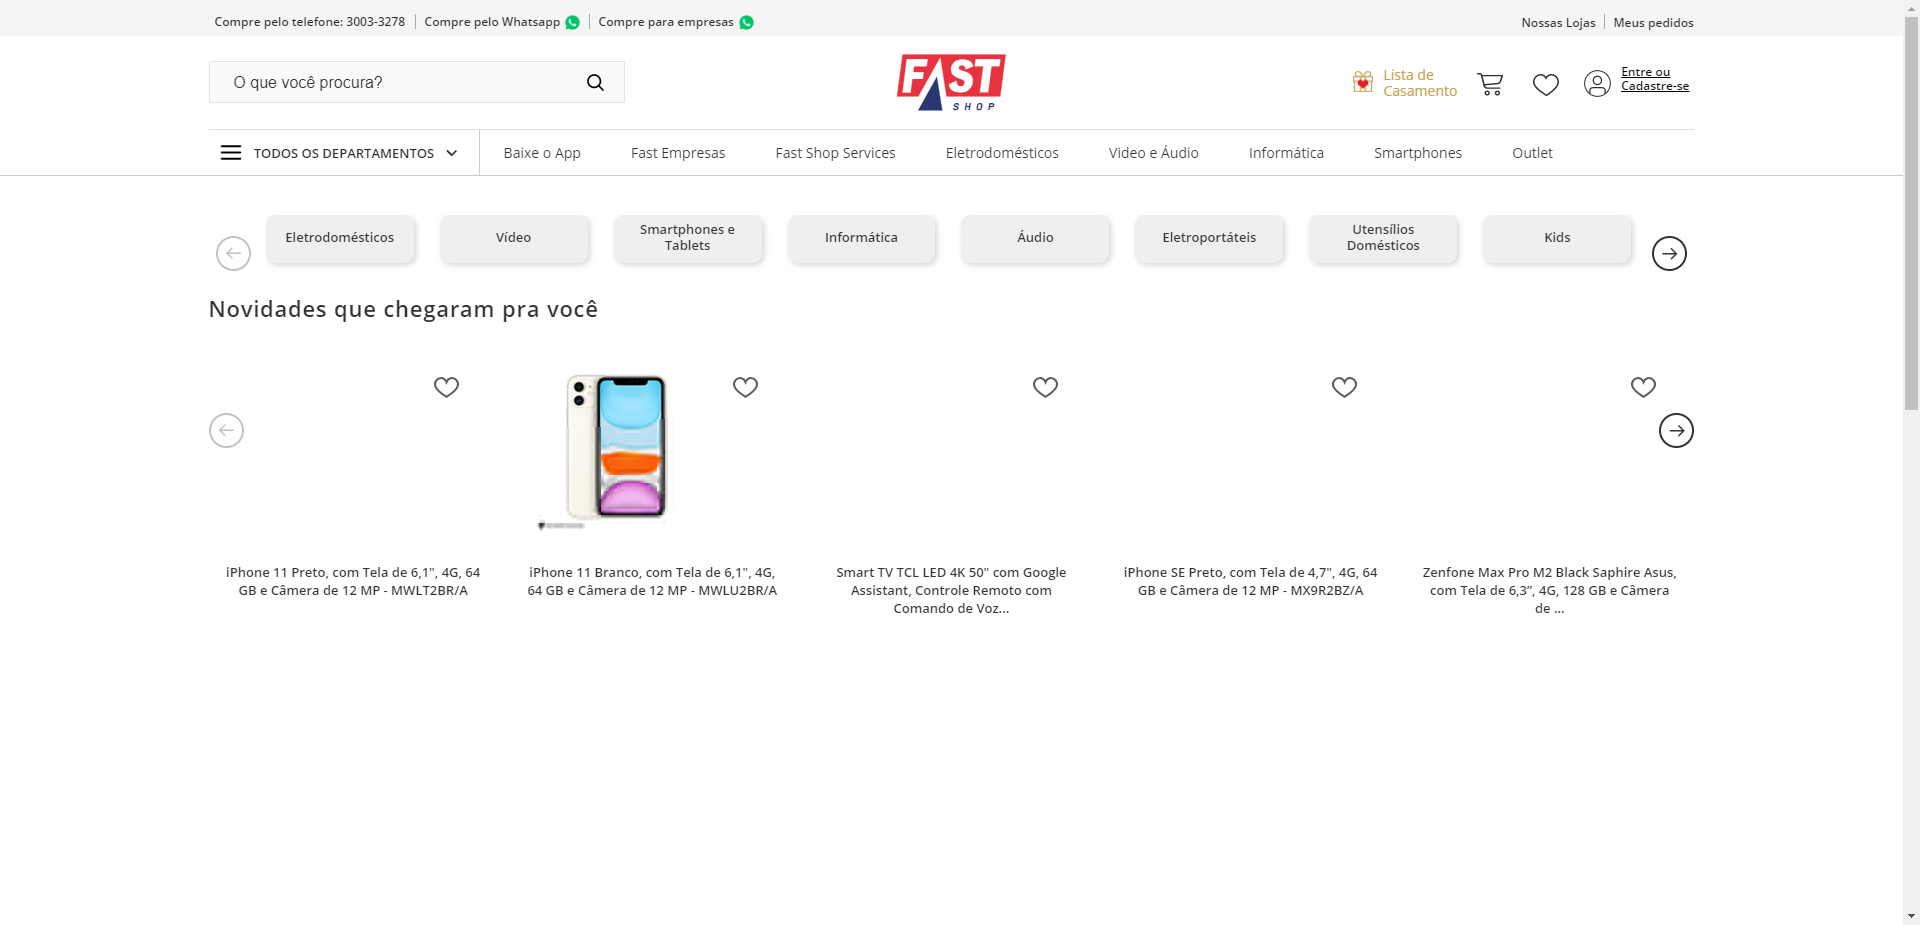 Compre pelo telefone: 3003-3278
Compre pelo Whatsapp
Compre para empresas
Nossas Lojas
Meus pedidos
O que você procura?
FAST
SHOP
Lista de
Casamento
Entre ou
Cadastre-se
TODOS OS DEPARTAMENTOS
Baixe o App
Fast Empresas
Fast Shop Services
Eletrodomésticos
Video e Áudio
Informática
Smartphones
Outlet
Eletrodomésticos
Vídeo
Smartphones e
Tablets
Informática
Áudio
Eletroportáteis
Utensílios
Domésticos
Kids
Novidades que chegaram pra você
iPhone 11 Preto, com Tela de 6,1", 4G, 64
GB e Câmera de 12 MP - MWLT2BR/A
iPhone 11 Branco, com Tela de 6,1", 4G,
64 GB e Câmera de 12 MP - MWLU2BR/A
Smart TV TCL LED 4K 50" com Google
Assistant, Controle Remoto com
Comando de Voz...
iPhone SE Preto, com Tela de 4,7", 4G, 64
GB e Câmera de 12 MP - MX9R2BZ/A
Zenfone Max Pro M2 Black Saphire Asus,
com Tela de 6,3”, 4G, 128 GB e Câmera
de ...